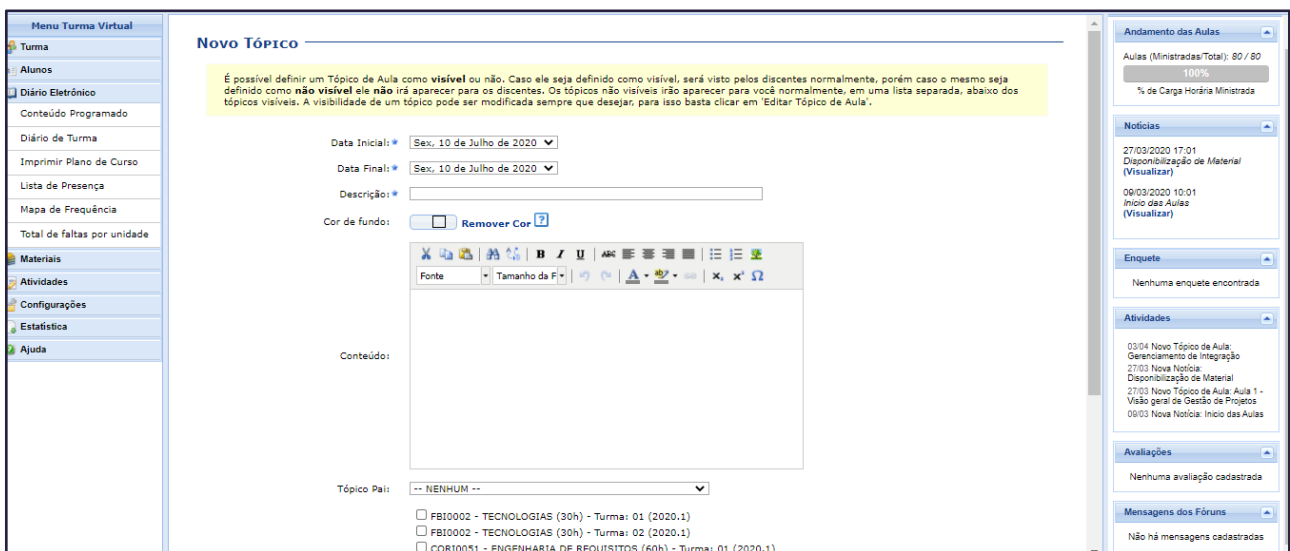 Menu Turma Virtual
Turma
Alunos
Diário Eletrônico
Conteúdo Programado
Diário de Turma
Imprimir Plano de Curso
Lista de Presença
Mapa de Frequência
Total de faltas por unidade
Materiais
Atividades
Configurações
Estatística
Ajuda
Novo Tópico
É possível definir um Tópico de Aula como visível ou não. Caso ele seja definido como visível, será visto pelos discentes normalmente, porém caso o mesmo seja
definido como não visível ele não irá aparecer para os discentes. Os tópicos não visíveis irão aparecer para você normalmente, em uma lista separada, abaixo dos
tópicos visíveis. A visibilidade de um tópico pode ser modificada sempre que desejar, para isso basta clicar em 'Editar Tópico de Aula'.
Data Inicial: Sex, 10 de Julho de 2020
Data Final: Sex, 10 de Julho de 2020
Descrição:
Cor de fundo: Remover Cor ?
B I U ABC
Fonte Tamanho da F A ab x, x² Ω
Conteúdo:
Tópico Pai: -- NENHUM --
FBI0002 - TECNOLOGIAS (30h) - Turma: 01 (2020.1)
FBI0002 - TECNOLOGIAS (30h) - Turma: 02 (2020.1)
CORI0051 - ENGENHARIA DE REQUISITOS (60h) - Turma: 01 (2020.1)
Andamento das Aulas
Aulas (Ministradas/Total): 80 / 80
100%
% de Carga Horária Ministrada
Notícias
27/03/2020 17:01
Disponibilização de Material
(Visualizar)
09/03/2020 10:01
Inicio das Aulas
(Visualizar)
Enquete
Nenhuma enquete encontrada
Atividades
03/04 Novo Tópico de Aula:
Gerenciamento de Integração
27/03 Nova Notícia:
Disponibilização de Material
27/03 Novo Tópico de Aula: Aula 1 -
Visão geral de Gestão de Projetos
09/03 Nova Notícia: Inicio das Aulas
Avaliações
Nenhuma avaliação cadastrada
Mensagens dos Fóruns
Não há mensagens cadastradas